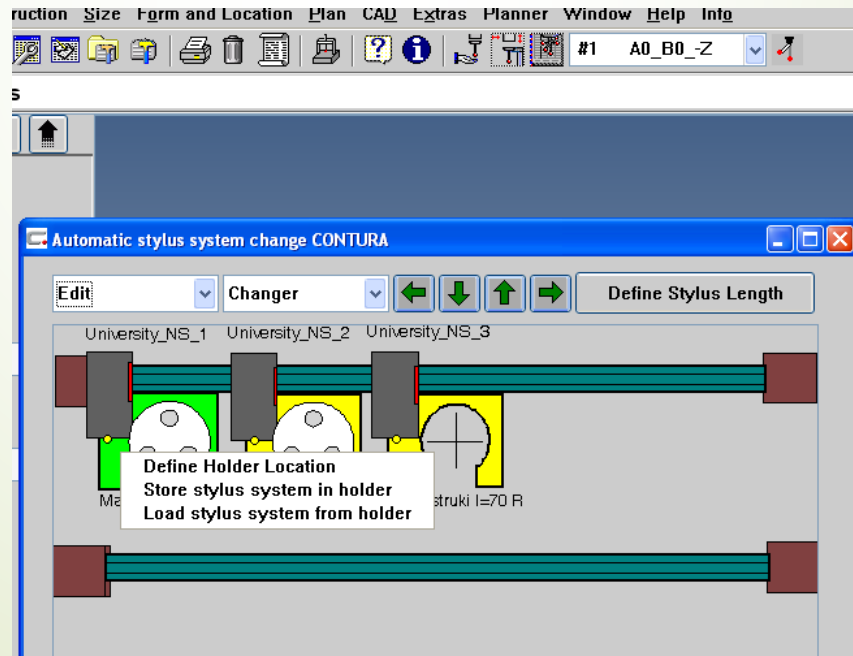 ruction Size Form and Location Plan CAD Extras Planner Window Help Info
#1 A0_B0_-Z
s
Automatic stylus system change CONTURA
Edit Changer Define Stylus Length
University_NS_1 University_NS_2 University_NS_3
Define Holder Location
Store stylus system in holder
Load stylus system from holder
Ma struki l=70 R